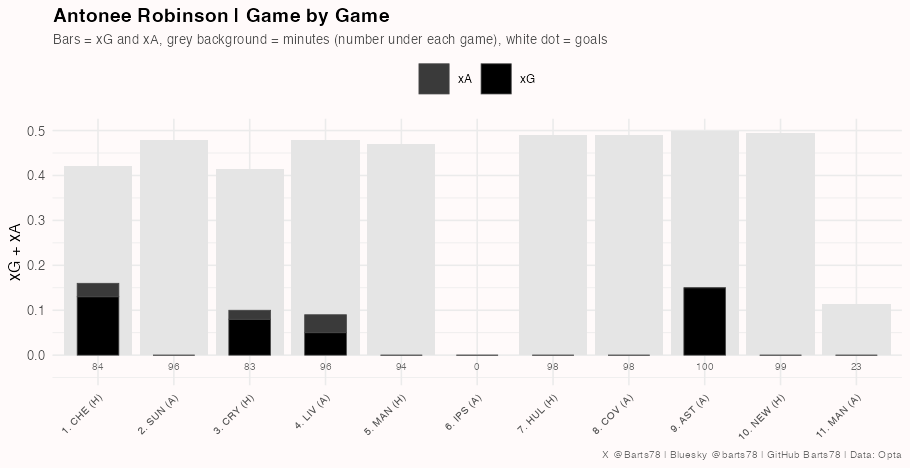 Antonee Robinson | Game by Game
Bars = xG and xA, grey background = minutes (number under each game), white dot = goals
xA xG
xG + xA
0.5
0.4
0.3
0.2
0.1
0.0
84 96 83 96 94 0 98 98 100 99 23
1. CHE (H) 2. SUN (A) 3. CRY (H) 4. LIV (A) 5. MAN (H) 6. IPS (A) 7. HUL (H) 8. COV (A) 9. AST (A) 10. NEW (H) 11. MAN (A)
X @Barts78 | Bluesky @barts78 | GitHub Barts78 | Data: Opta